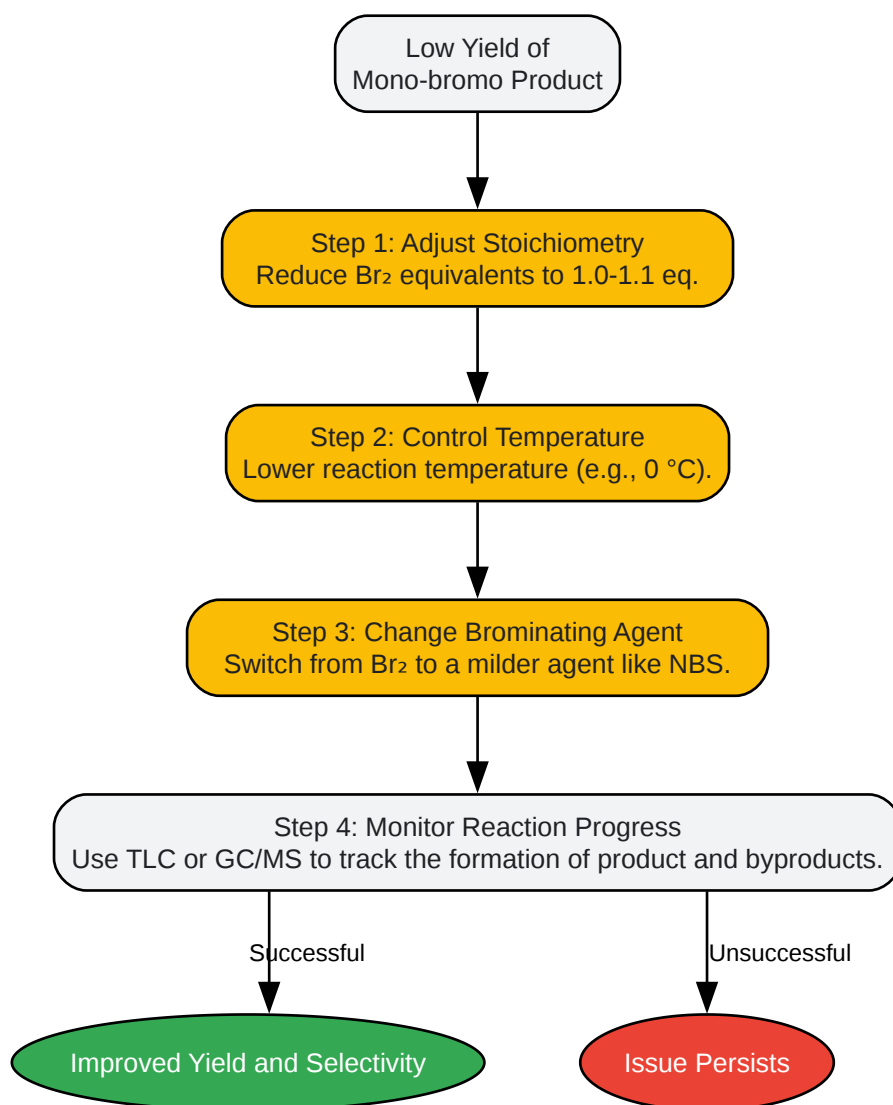 Low Yield of
Mono-bromo Product
Step 1: Adjust Stoichiometry
Reduce Br₂ equivalents to 1.0-1.1 eq.
Step 2: Control Temperature
Lower reaction temperature (e.g., 0 °C).
Step 3: Change Brominating Agent
Switch from Br₂ to a milder agent like NBS.
Step 4: Monitor Reaction Progress
Use TLC or GC/MS to track the formation of product and byproducts.
Successful
Unsuccessful
Improved Yield and Selectivity
Issue Persists